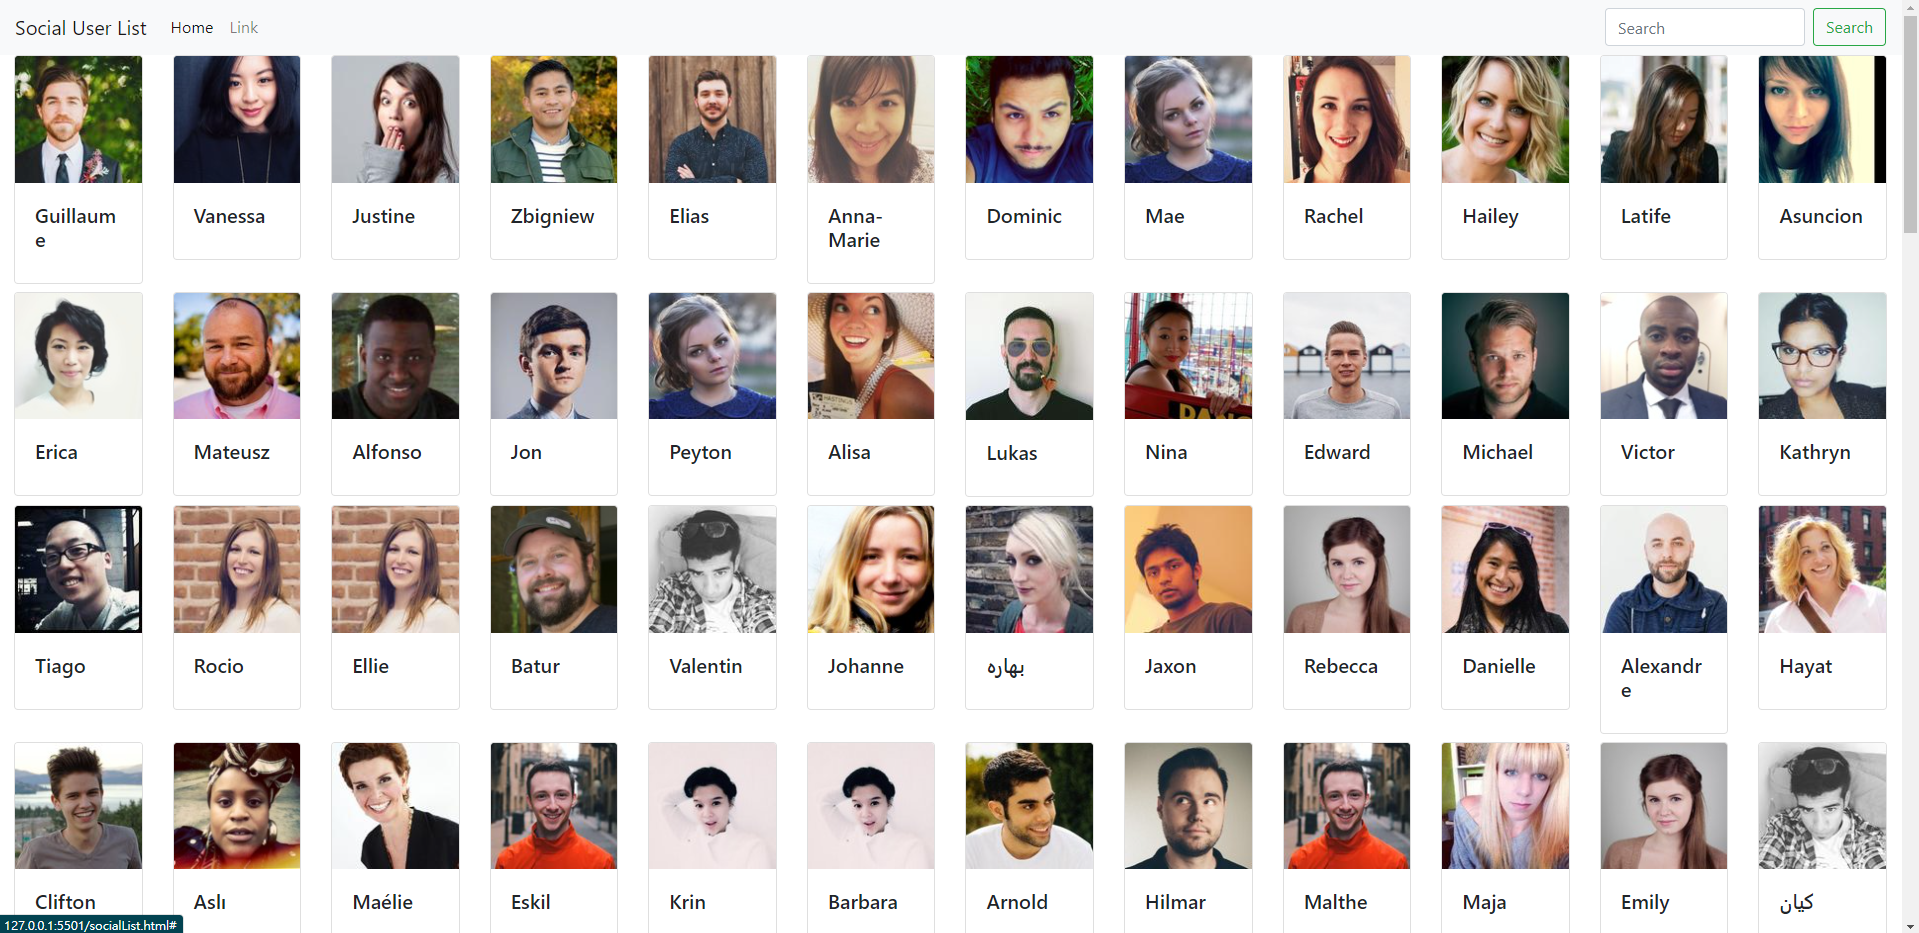 Social User List Home Link Search Search
Guillaum
e
Vanessa
Justine
Zbigniew
Elias
Anna-
Marie
Dominic
Mae
Rachel
Hailey
Latife
Asuncion
Erica
Mateusz
Alfonso
Jon
Peyton
Alisa
Lukas
Nina
Edward
Michael
Victor
Kathryn
Tiago
Rocio
Ellie
Batur
Valentin
Johanne
بهاره
Jaxon
Rebecca
Danielle
Alexandr
e
Hayat
Clifton
Aslı
Maélie
Eskil
Krin
Barbara
Arnold
Hilmar
Malthe
Maja
Emily
کیان
127.0.0.1:5501/socialList.html#